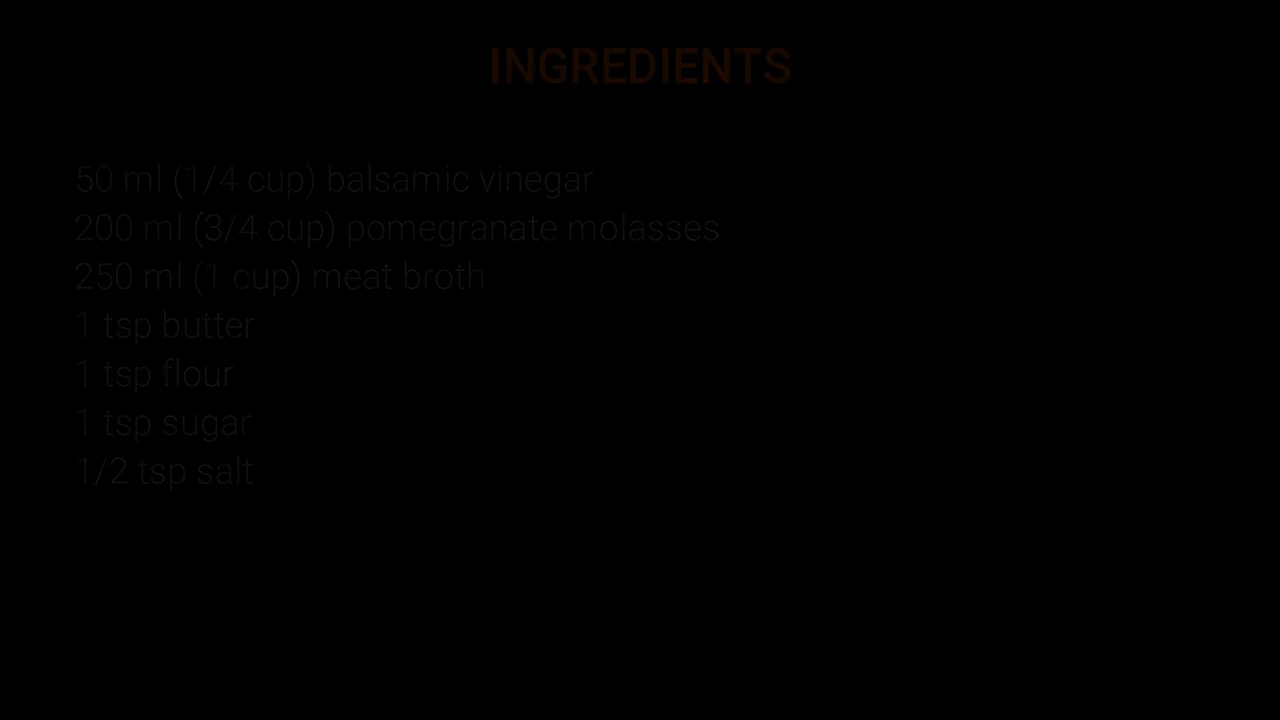 INGREDIENTS
50 ml (1/4 cup) balsamic vinegar
200 ml (3/4 cup) pomegranate molasses
250 ml (1 cup) meat broth
1 tsp butter
1 tsp flour
1 tsp sugar
1/2 tsp salt